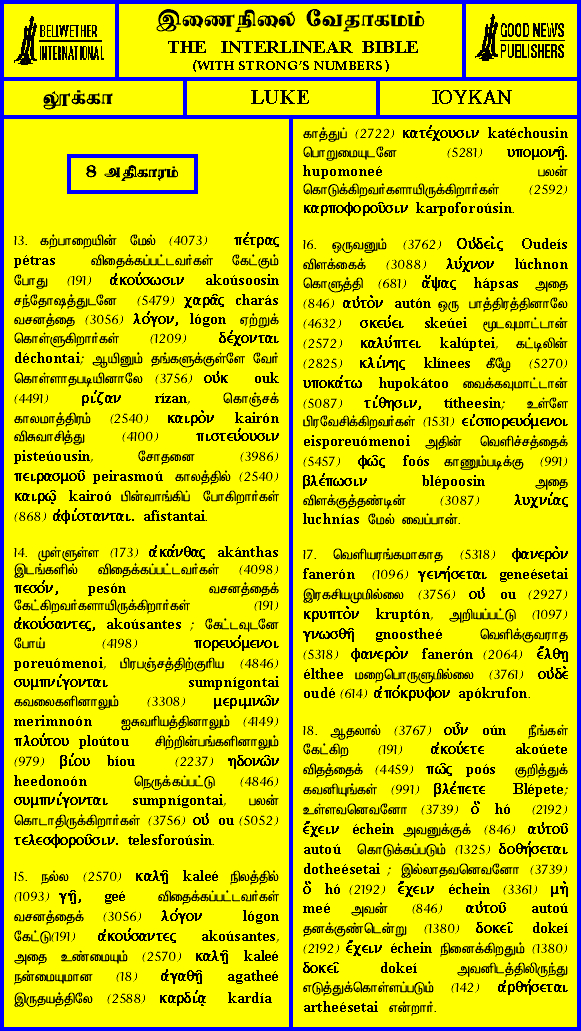 BELLWETHER
INTERNATIONAL
இணைநிலை வேதாகமம்
THE INTERLINEAR BIBLE
(WITH STRONG'S NUMBERS)
GOOD NEWS
PUBLISHERS
லூக்கா
LUKE
ΙΟΥΚΑΝ
8 அதிகாரம்
13. கற்பாறையின் மேல் (4073) πέτρας
pétras விதைக்கப்பட்டவர்கள் கேட்கும்
போது (191) ἀκούσωσιν akoúsoosin
சந்தோஷத்துடனே (5479) χαρᾶς charás
வசனத்தை (3056) λόγον, lógon ஏற்றுக்
கொள்ளுகிறார்கள் (1209) δέχονται
déchontai; ஆயினும் தங்களுக்குள்ளே வேர்
கொள்ளாதபடியினாலே (3756) οὐκ ouk
(4491) ρίζαν rízan, கொஞ்சக்
காலமாத்திரம் (2540) καιρὸν kairón
விசுவாசித்து (4100) πιστεύουσιν
pisteúousin, சோதனை (3986)
πειρασμοῦ peirasmoú காலத்தில் (2540)
καιρῷ kairoó பின்வாங்கிப் போகிறார்கள்
(868) ἀφίστανται. afístantai.
14. முள்ளுள்ள (173) ἀκάνθας akánthas
இடங்களில் விதைக்கப்பட்டவர்கள் (4098)
πεσόν, pesón வசனத்தைக்
கேட்கிறவர்களாயிருக்கிறார்கள் (191)
ἀκούσαντες, akoúsantes ; கேட்டவுடனே
போய் (4198) πορευόμενοι
poreuómenoi, பிரபஞ்சத்திற்குரிய (4846)
συμπνίγονται sumpnígontai
கவலைகளினாலும் (3308) μεριμνῶν
merimnoón ஐசுவரியத்தினாலும் (4149)
πλούτου ploútou சிற்றின்பங்களினாலும்
(979) βίου bíou (2237) ηδονῶν
heedonoón நெருக்கப்பட்டு (4846)
συμπνίγονται sumpnígontai, பலன்
கொடாதிருக்கிறார்கள் (3756) οὐ ou (5052)
τελεσφοροῦσιν. telesforoúsin.
15. நல்ல (2570) καλῇ kaleé நிலத்தில்
(1093) γῇ, geé விதைக்கப்பட்டவர்கள்
வசனத்தைக் (3056) λόγον lógon
கேட்டு(191) ἀκούσαντες akoúsantes,
அதை உண்மையும் (2570) καλῇ kaleé
நன்மையுமான (18) ἀγαθῇ agatheé
இருதயத்திலே (2588) καρδίᾳ kardía
காத்துப் (2722) κατέχουσιν katéchousin
பொறுமையுடனே (5281) υπομονῇ.
hupomoneé பலன்
கொடுக்கிறவர்களாயிருக்கிறார்கள் (2592)
καρποφοροῦσιν karpoforoúsin.
16. ஒருவனும் (3762) Οὐδεὶς Oudeís
விளக்கைக் (3088) λύχνον lúchnon
கொளுத்தி (681) ἅψας hápsas அதை
(846) αὐτὸν autón ஒரு பாத்திரத்தினாலே
(4632) σκεύει skeúei மூடவுமாட்டான்
(2572) καλύπτει kalúptei, கட்டிலின்
(2825) κλίνης klínees கீழே (5270)
υποκάτω hupokátoo வைக்கவுமாட்டான்
(5087) τίθησιν, títheesin; உள்ளே
பிரவேசிக்கிறவர்கள் (1531) εἰσπορευόμενοι
eisporeuómenoi அதின் வெளிச்சத்தைக்
(5457) φῶς foós காணும்படிக்கு (991)
βλέπωσιν blépoosin அதை
விளக்குத்தண்டின் (3087) λυχνίας
luchnías மேல் வைப்பான்.
17. வெளியரங்கமாகாத (5318) φανερὸν
fanerón (1096) γενήσεται geneésetai
இரகசியமுமில்லை (3756) οὐ ou (2927)
κρυπτὸν kruptón, அறியப்பட்டு (1097)
γνωσθῇ gnoostheé வெளிக்குவராத
(5318) φανερὸν fanerón (2064) ἔλθῃ
élthee மறைபொருளுமில்லை (3761) οὐδὲ
oudé (614) ἀπόκρυφον apókrufon.
18. ஆதலால் (3767) οὖν oún நீங்கள்
கேட்கிற (191) ἀκούετε akoúete
விதத்தைக் (4459) πῶς poós குறித்துக்
கவனியுங்கள் (991) βλέπετε Blépete;
உள்ளவனெவனோ (3739) ὃ hó (2192)
ἔχειν échein அவனுக்குக் (846) αὐτοῦ
autoú கொடுக்கப்படும் (1325) δοθήσεται
dotheésetai ; இல்லாதவனெவனோ (3739)
ὃ hó (2192) ἔχειν échein (3361) μὴ
meé அவன் (846) αὐτοῦ autoú
தனக்குண்டென்று (1380) δοκεῖ dokeí
(2192) ἔχειν échein நினைக்கிறதும் (1380)
δοκεῖ dokeí அவனிடத்திலிருந்து
எடுத்துக்கொள்ளப்படும் (142) ἀρθήσεται
artheésetai என்றார்.